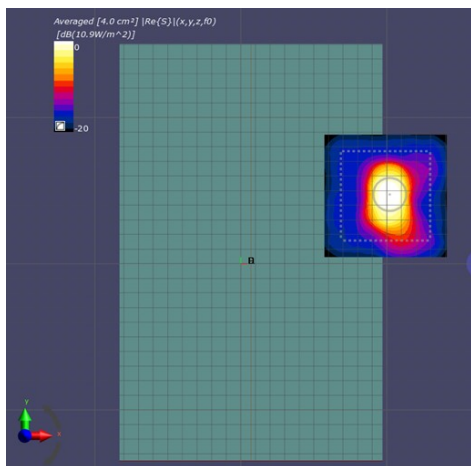 Averaged [4.0 cm²] |Re{S}|(x,y,z,f0)
[dB(10.9W/m^2)]
0
-20
y
x